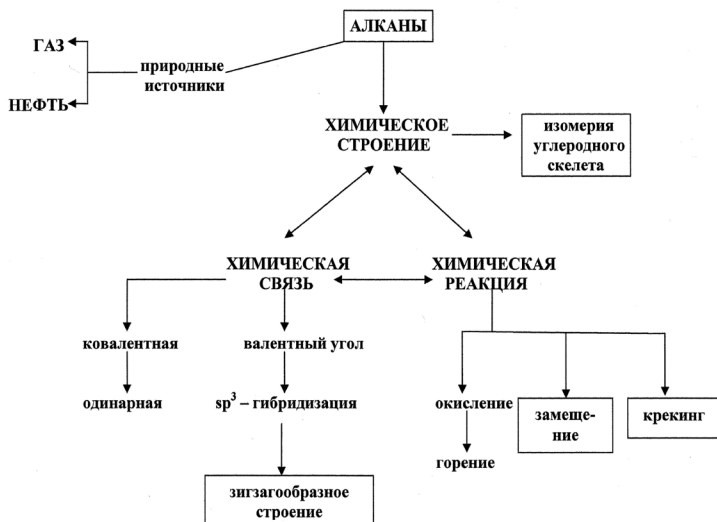 АЛКАНЫ
ГАЗ
природные
источники
НЕФТЬ
ХИМИЧЕСКОЕ
СТРОЕНИЕ
изомерия
углеродного
скелета
ХИМИЧЕСКАЯ
СВЯЗЬ
ХИМИЧЕСКАЯ
РЕАКЦИЯ
ковалентная
валентный угол
одинарная
sp³ – гибридизация
окисление
замеще-
ние
крекинг
горение
зигзагообразное
строение